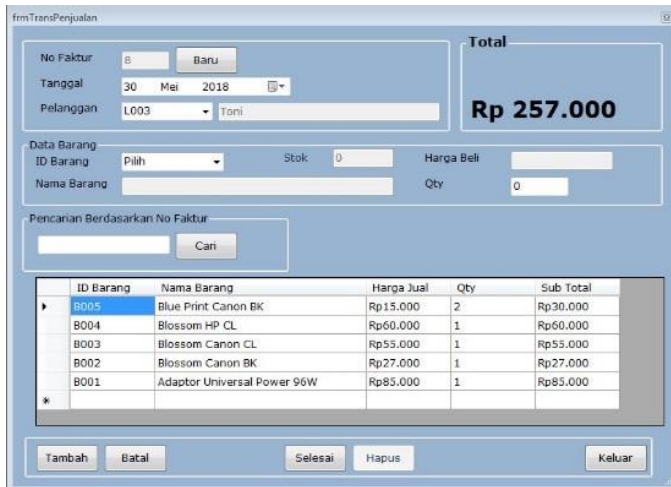 frmTransPenjualan
No Faktur 8 Baru
Tanggal 30 Mei 2018
Pelanggan L003 Toni
Total
Rp 257.000
Data Barang
ID Barang Pilih Stok 0 Harga Beli
Nama Barang Qty 0
Pencarian Berdasarkan No Faktur
Cari
ID Barang Nama Barang Harga Jual Qty Sub Total
B005 Blue Print Canon BK Rp15.000 2 Rp30.000
B004 Blossom HP CL Rp60.000 1 Rp60.000
B003 Blossom Canon CL Rp55.000 1 Rp55.000
B002 Blossom Canon BK Rp27.000 1 Rp27.000
B001 Adaptor Universal Power 96W Rp85.000 1 Rp85.000
Tambah Batal Selesai Hapus Keluar